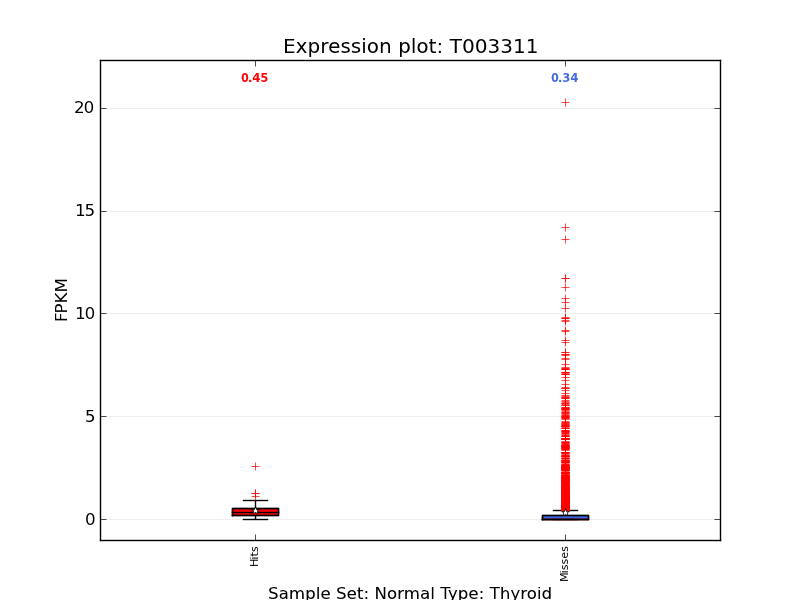 Expression plot: T003311
0.45
0.34
20
15
10
5
0
FPKM
Hits
Misses
Sample Set: Normal Type: Thyroid